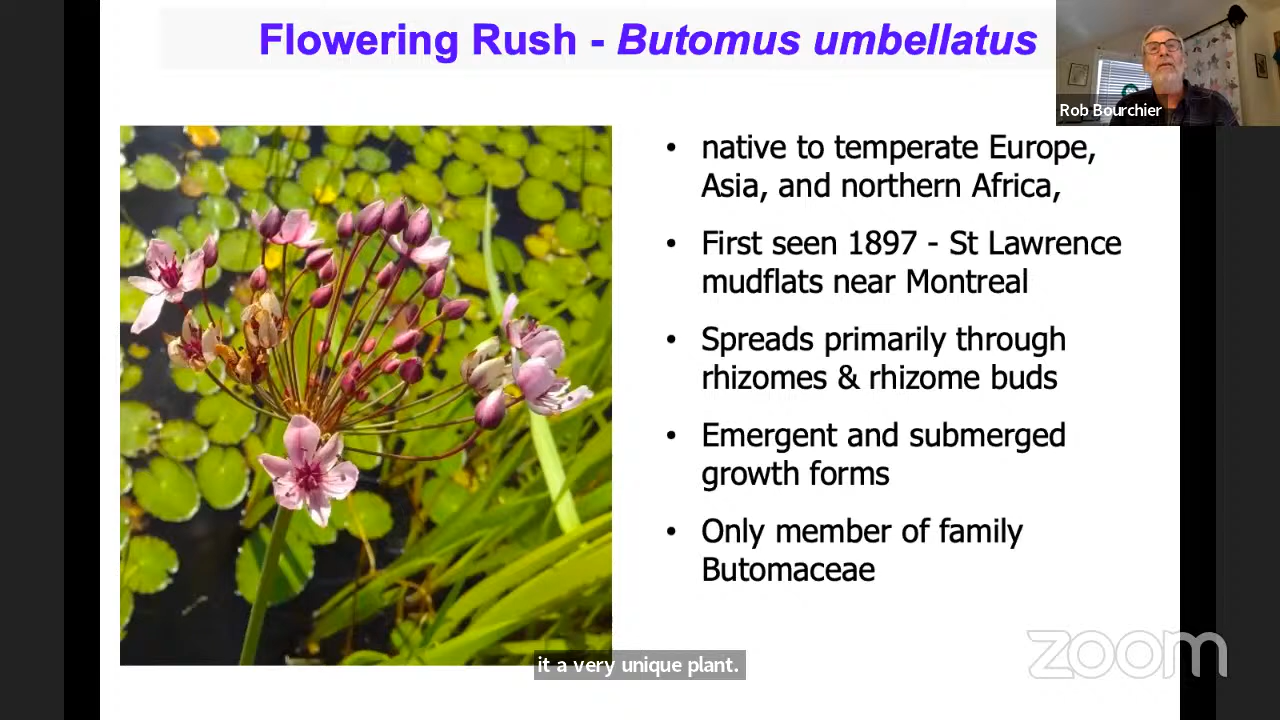 Flowering Rush - Butomus umbellatus
Rob Bourchier
• native to temperate Europe,
Asia, and northern Africa,
• First seen 1897 - St Lawrence
mudflats near Montreal
• Spreads primarily through
rhizomes & rhizome buds
• Emergent and submerged
growth forms
• Only member of family
Butomaceae
it a very unique plant.
zoom